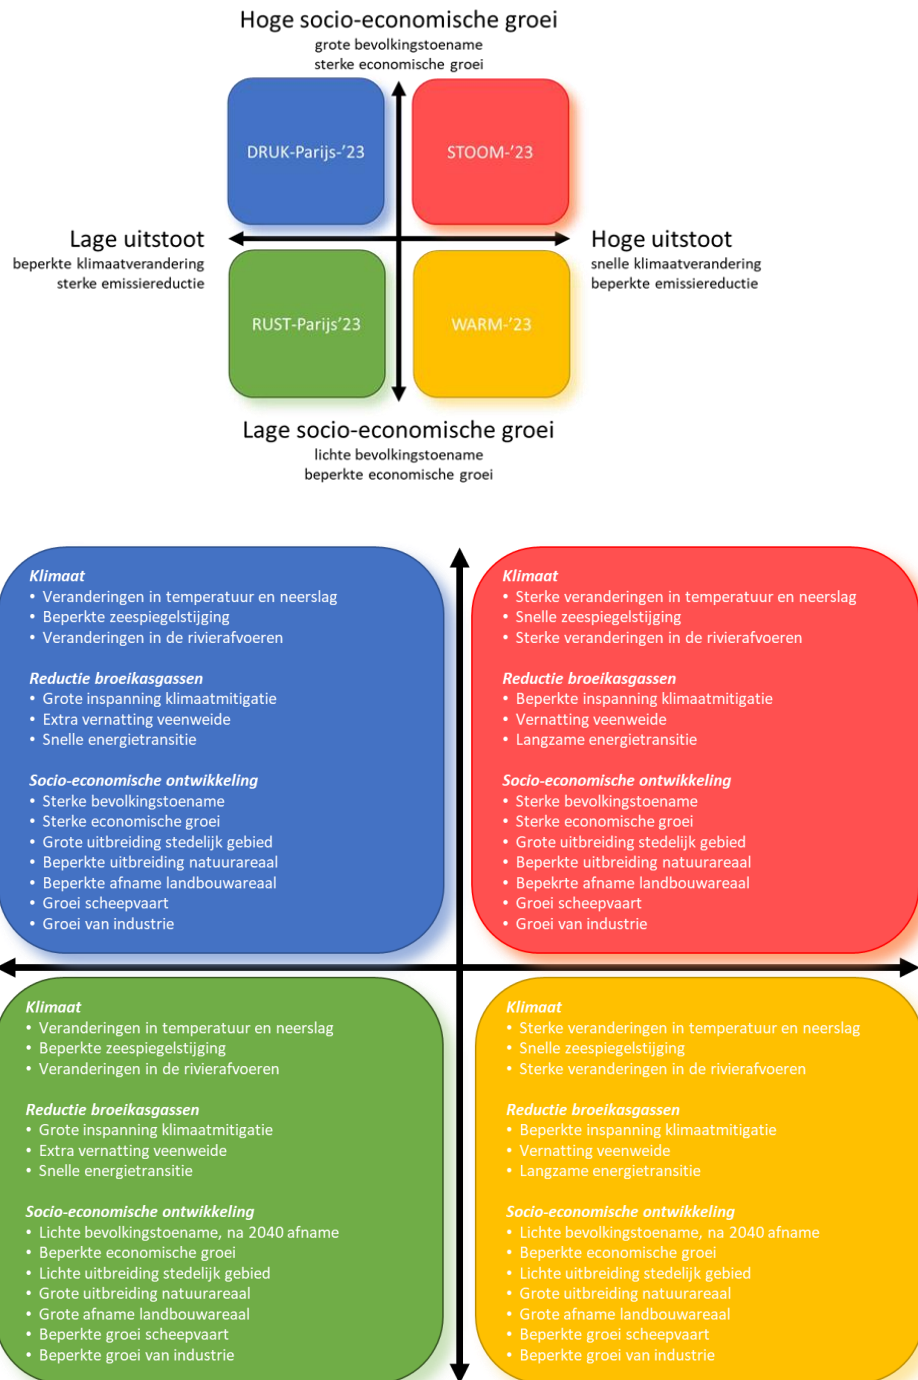 Hoge socio-economische groei
grote bevolkingstoename
sterke economische groei
DRUK-Parijs-'23
STOOM-'23
Lage uitstoot
beperkte klimaatverandering
sterke emissiereductie
Hoge uitstoot
snelle klimaatverandering
beperkte emissiereductie
RUST-Parijs'23
WARM-'23
Lage socio-economische groei
lichte bevolkingstoename
beperkte economische groei
Klimaat
• Veranderingen in temperatuur en neerslag
• Beperkte zeespiegelstijging
• Veranderingen in de rivierafvoeren
Reductie broeikasgassen
• Grote inspanning klimaatmitigatie
• Extra vernatting veenweide
• Snelle energietransitie
Socio-economische ontwikkeling
• Sterke bevolkingstoename
• Sterke economische groei
• Grote uitbreiding stedelijk gebied
• Beperkte uitbreiding natuurareaal
• Beperkte afname landbouwareaal
• Groei scheepvaart
• Groei van industrie
Klimaat
• Sterke veranderingen in temperatuur en neerslag
• Snelle zeespiegelstijging
• Sterke veranderingen in de rivierafvoeren
Reductie broeikasgassen
• Beperkte inspanning klimaatmitigatie
• Vernatting veenweide
• Langzame energietransitie
Socio-economische ontwikkeling
• Sterke bevolkingstoename
• Sterke economische groei
• Grote uitbreiding stedelijk gebied
• Beperkte uitbreiding natuurareaal
• Bepekrte afname landbouwareaal
• Groei scheepvaart
• Groei van industrie
Klimaat
• Veranderingen in temperatuur en neerslag
• Beperkte zeespiegelstijging
• Veranderingen in de rivierafvoeren
Reductie broeikasgassen
• Grote inspanning klimaatmitigatie
• Extra vernatting veenweide
• Snelle energietransitie
Socio-economische ontwikkeling
• Lichte bevolkingstoename, na 2040 afname
• Beperkte economische groei
• Lichte uitbreiding stedelijk gebied
• Grote uitbreiding natuurareaal
• Grote afname landbouwareaal
• Beperkte groei scheepvaart
• Beperkte groei van industrie
Klimaat
• Sterke veranderingen in temperatuur en neerslag
• Snelle zeespiegelstijging
• Sterke veranderingen in de rivierafvoeren
Reductie broeikasgassen
• Beperkte inspanning klimaatmitigatie
• Vernatting veenweide
• Langzame energietransitie
Socio-economische ontwikkeling
• Lichte bevolkingstoename, na 2040 afname
• Beperkte economische groei
• Lichte uitbreiding stedelijk gebied
• Grote uitbreiding natuurareaal
• Grote afname landbouwareaal
• Beperkte groei scheepvaart
• Beperkte groei van industrie